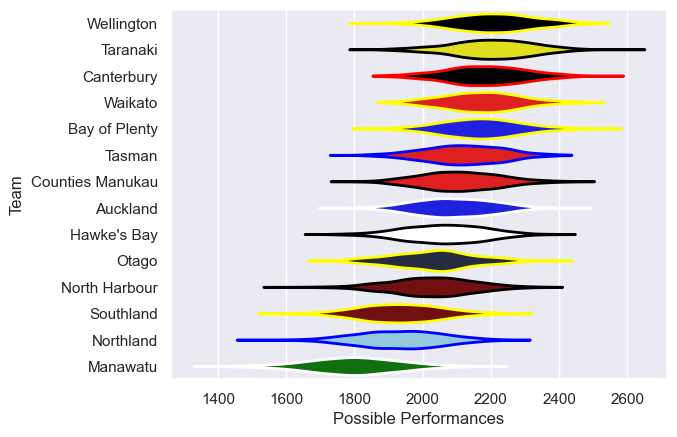 Wellington
Taranaki
Canterbury
Waikato
Bay of Plenty
Tasman
Counties Manukau
Auckland
Hawke's Bay
Otago
North Harbour
Southland
Northland
Manawatu
Team
1400 1600 1800 2000 2200 2400 2600
Possible Performances